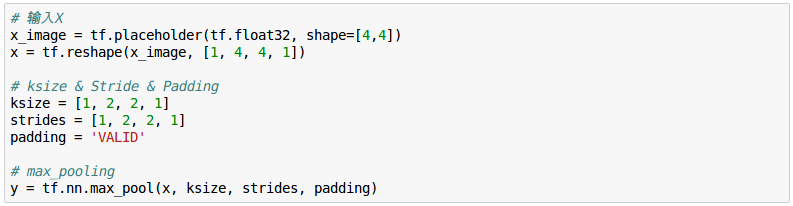 # 输入X
x_image = tf.placeholder(tf.float32, shape=[4,4])
x = tf.reshape(x_image, [1, 4, 4, 1])
# ksize & Stride & Padding
ksize = [1, 2, 2, 1]
strides = [1, 2, 2, 1]
padding = 'VALID'
# max_pooling
y = tf.nn.max_pool(x, ksize, strides, padding)